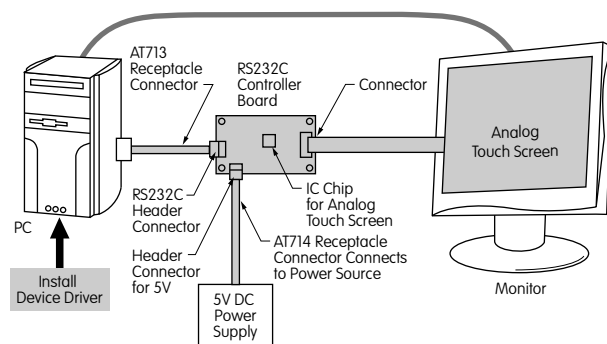 AT713
Receptacle
Connector
RS232C
Controller
Board
Connector
Analog
Touch Screen
RS232C
Header
Connector
IC Chip
for Analog
Touch Screen
PC
Header
Connector
for 5V
AT714 Receptacle
Connector Connects
to Power Source
Install
Device Driver
5V DC
Power
Supply
Monitor